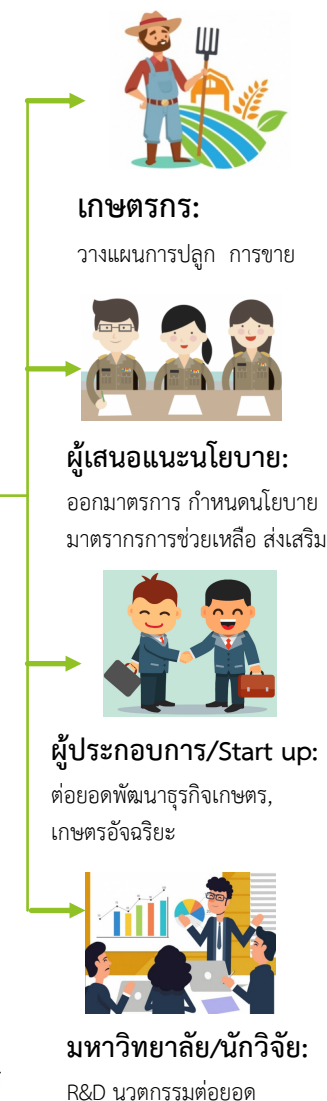 เกษตรกร:
วางแผนการปลูก การขาย
ผู้เสนอแนะนโยบาย:
ออกมาตรการ กำหนดนโยบาย
มาตรากรการช่วยเหลือ ส่งเสริม
ผู้ประกอบการ/Start up:
ต่อยอดพัฒนาธุรกิจเกษตร,
เกษตรอัจฉริยะ
มหาวิทยาลัย/นักวิจัย:
R&D นวตกรรมต่อยอด